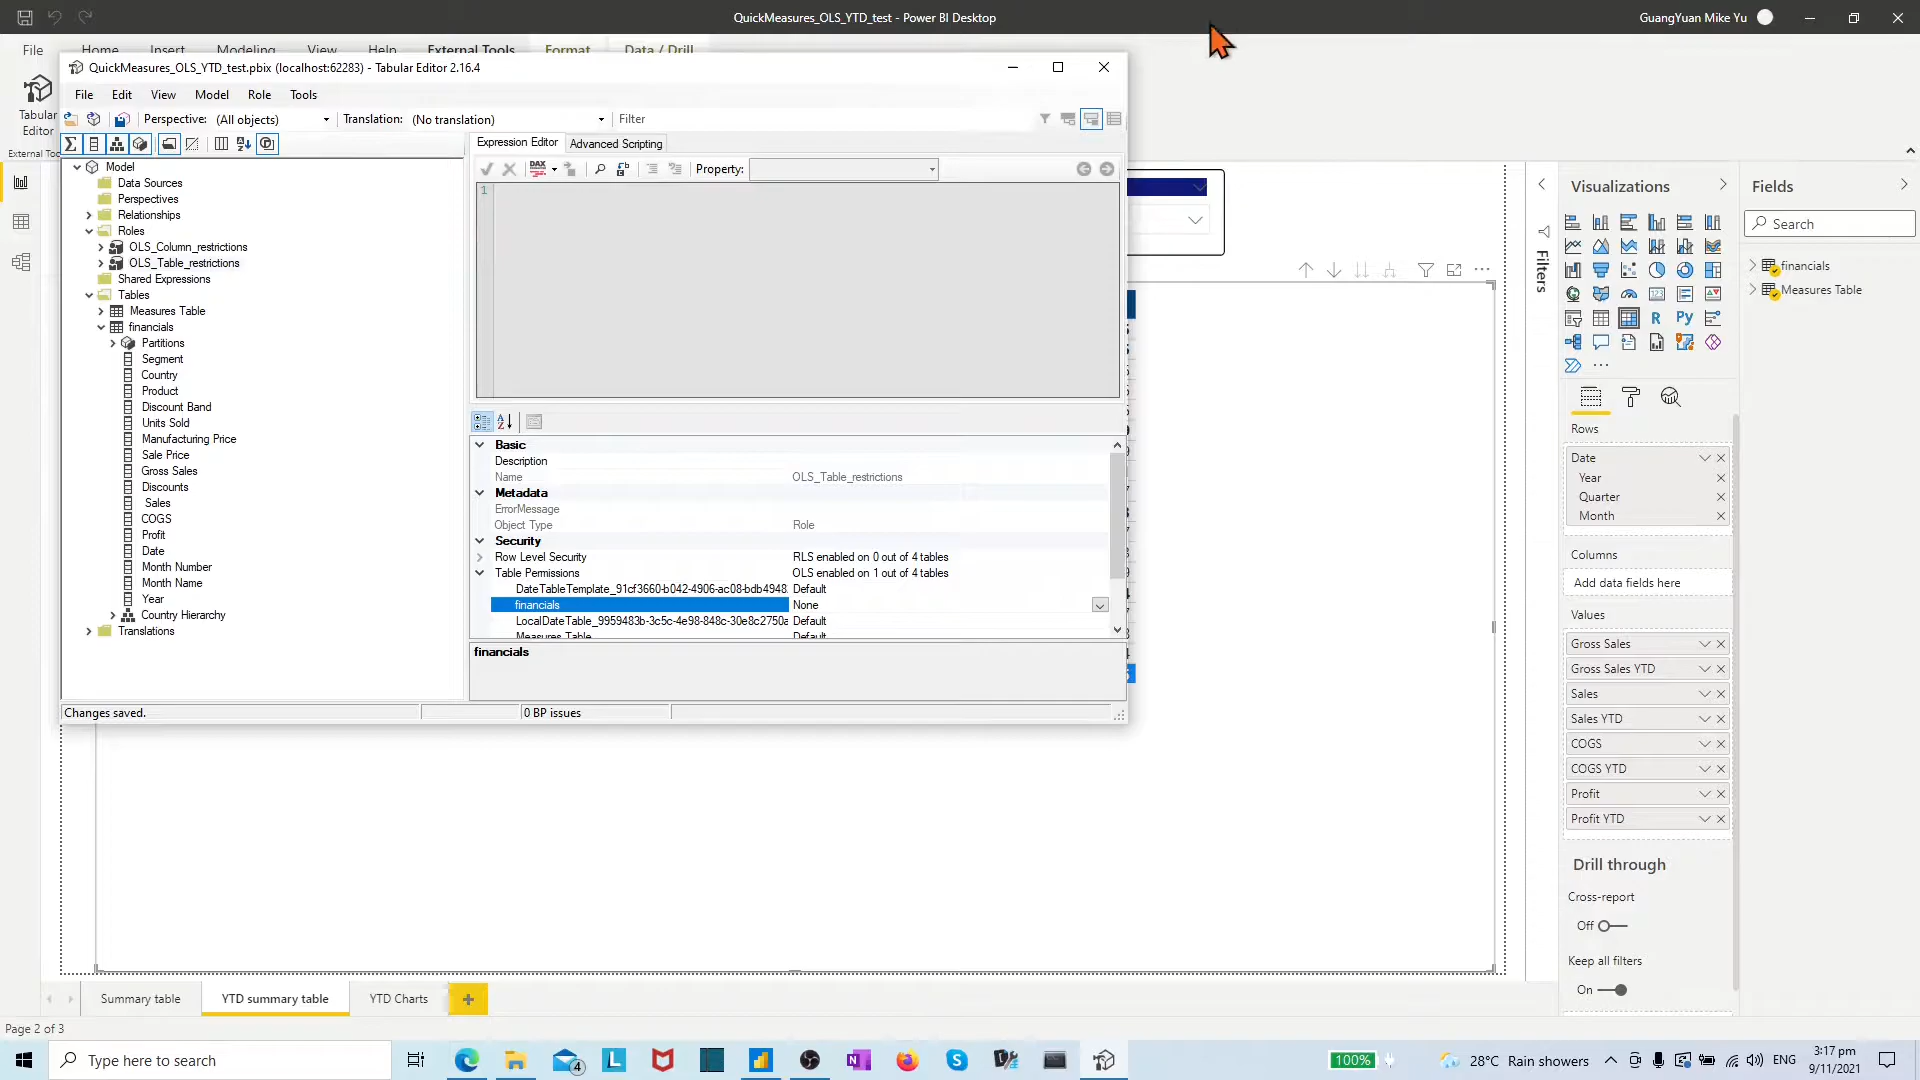 QuickMeasures_OLS_YTD_test - Power BI Desktop
GuangYuan Mike Yu
File
Home
Insert
Modeling
View
Help
External Tools
Format
Data / Drill
Tabular
Editor
QuickMeasures_OLS_YTD_test.pbix (localhost:62283) - Tabular Editor 2.16.4
File
Edit
View
Model
Role
Tools
Perspective:
(All objects)
Translation:
(No translation)
Filter
Expression Editor
Advanced Scripting
DAX
Property:
1
Model
Data Sources
Perspectives
Relationships
Roles
OLS_Column_restrictions
OLS_Table_restrictions
Shared Expressions
Tables
Measures Table
financials
Partitions
Segment
Country
Product
Discount Band
Units Sold
Manufacturing Price
Sale Price
Gross Sales
Discounts
Sales
COGS
Profit
Date
Month Number
Month Name
Year
Country Hierarchy
Translations
Basic
Description
Name OLS_Table_restrictions
Metadata
ErrorMessage
Object Type Role
Security
Row Level Security RLS enabled on 0 out of 4 tables
Table Permissions OLS enabled on 1 out of 4 tables
DateTableTemplate_91cf3660-b042-4906-ac08-bdb4948 Default
financials None
LocalDateTable_9959483b-3c5c-4e98-848c-30e8c2750a Default
Measures Table Default
financials
Changes saved.
0 BP issues
Filters
Visualizations
Fields
Search
financials
Measures Table
R
Py
Rows
Date
Year
Quarter
Month
Columns
Add data fields here
Values
Gross Sales
Gross Sales YTD
Sales
Sales YTD
COGS
COGS YTD
Profit
Profit YTD
Drill through
Cross-report
Off
Keep all filters
On
Summary table
YTD summary table
YTD Charts
Page 2 of 3
Type here to search
4
100%
28°C Rain showers
ENG
3:17 pm
9/11/2021